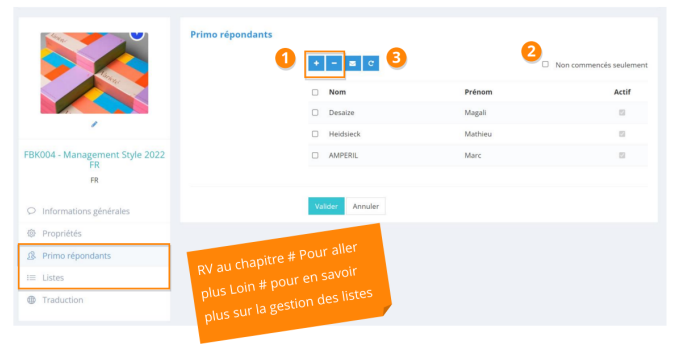 FBK004 - Management Style 2022
FR
FR
Informations générales
Propriétés
Primo répondants
Listes
Traduction
Primo répondants
1
3
2
Non commencés seulement
Nom Prénom Actif
Desaize Magali
Heidsieck Mathieu
AMPERIL Marc
Valider Annuler
RV au chapitre # Pour aller
plus Loin # pour en savoir
plus sur la gestion des listes